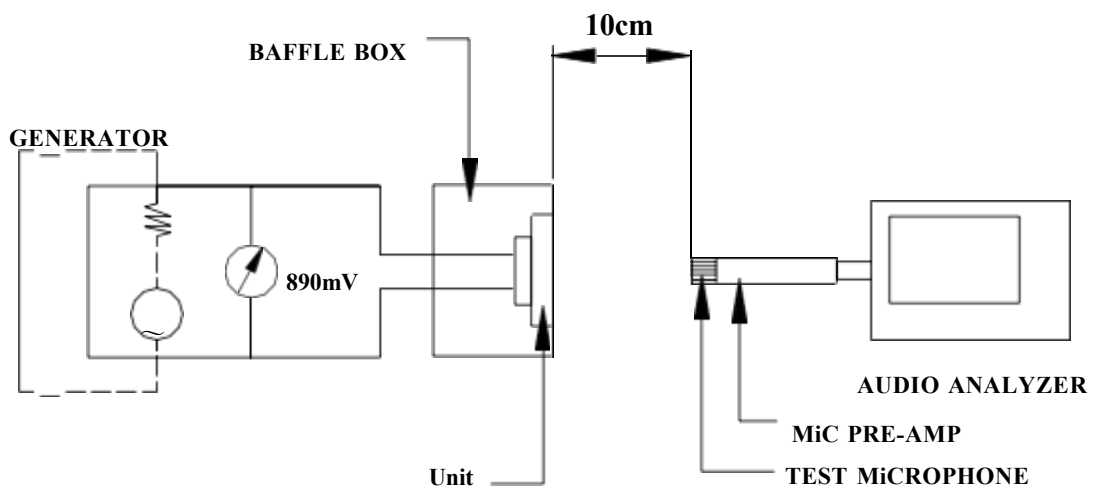 10cm
BAFFLE BOX
GENERATOR
890mV
AUDIO ANALYZER
MiC PRE-AMP
Unit
TEST MiCROPHONE